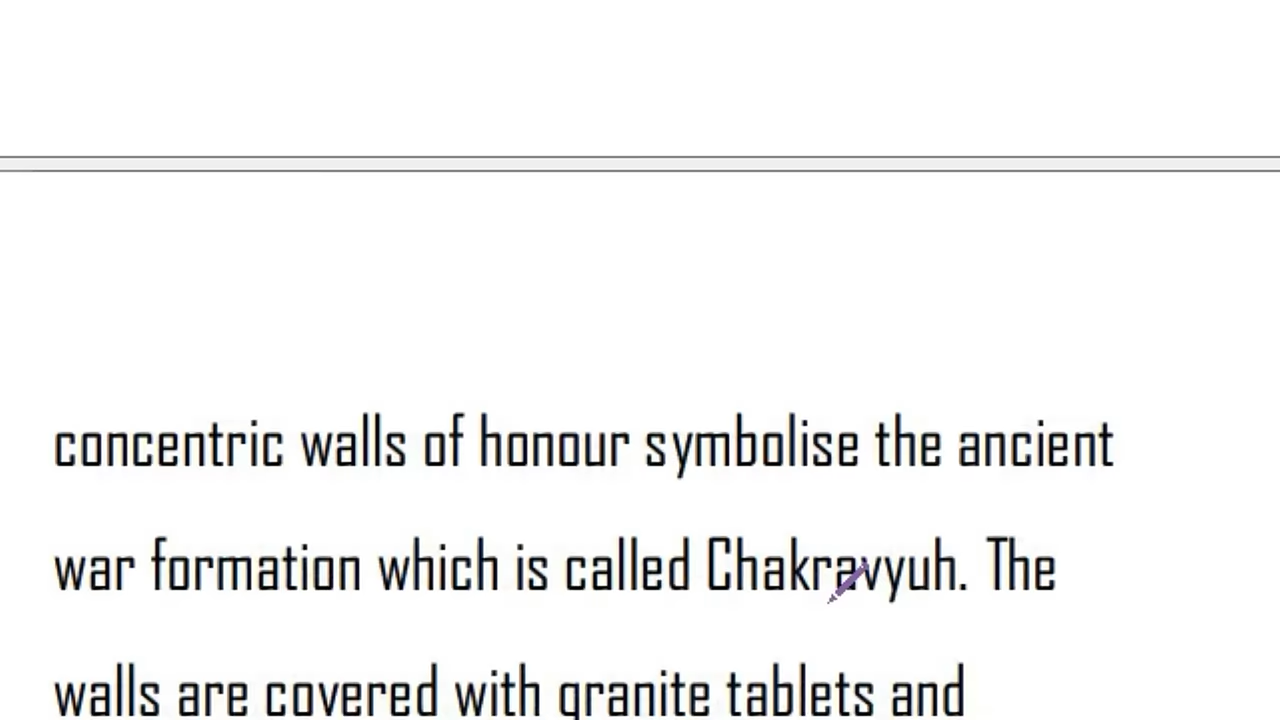 concentric walls of honour symbolise the ancient
war formation which is called Chakravyuh. The
walls are covered with granite tablets and